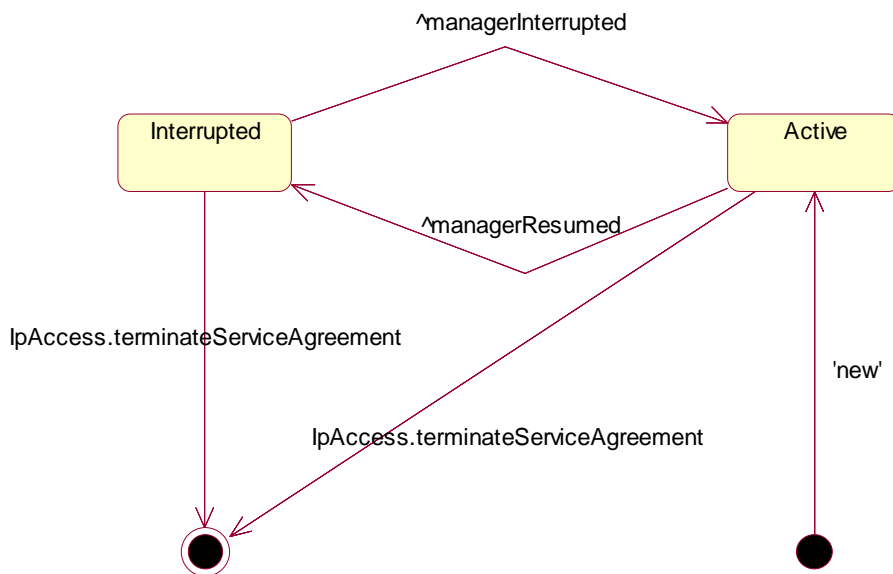 ^managerInterrupted
Interrupted
Active
^managerResumed
IpAccess.terminateServiceAgreement
'new'
IpAccess.terminateServiceAgreement